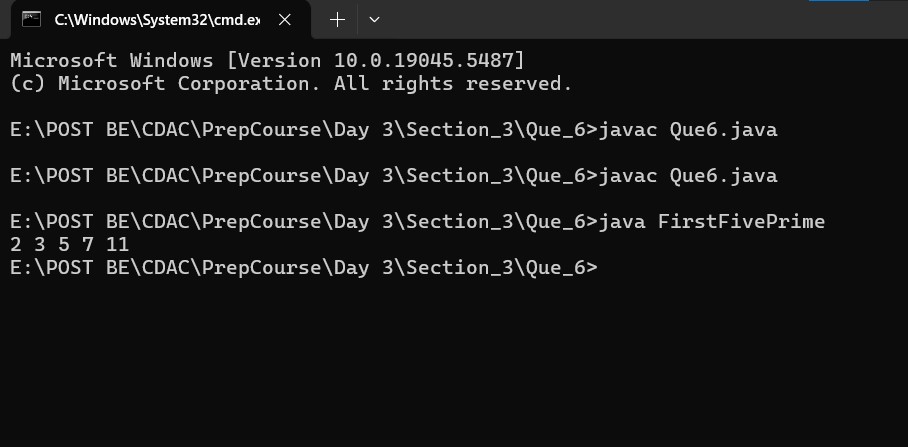 C:\Windows\System32\cmd.ex
Microsoft Windows [Version 10.0.19045.5487]
(c) Microsoft Corporation. All rights reserved.
E:\POST BE\CDAC\PrepCourse\Day 3\Section_3\Que_6>javac Que6.java
E:\POST BE\CDAC\PrepCourse\Day 3\Section_3\Que_6>javac Que6.java
E:\POST BE\CDAC\PrepCourse\Day 3\Section_3\Que_6>java FirstFivePrime
2 3 5 7 11
E:\POST BE\CDAC\PrepCourse\Day 3\Section_3\Que_6>